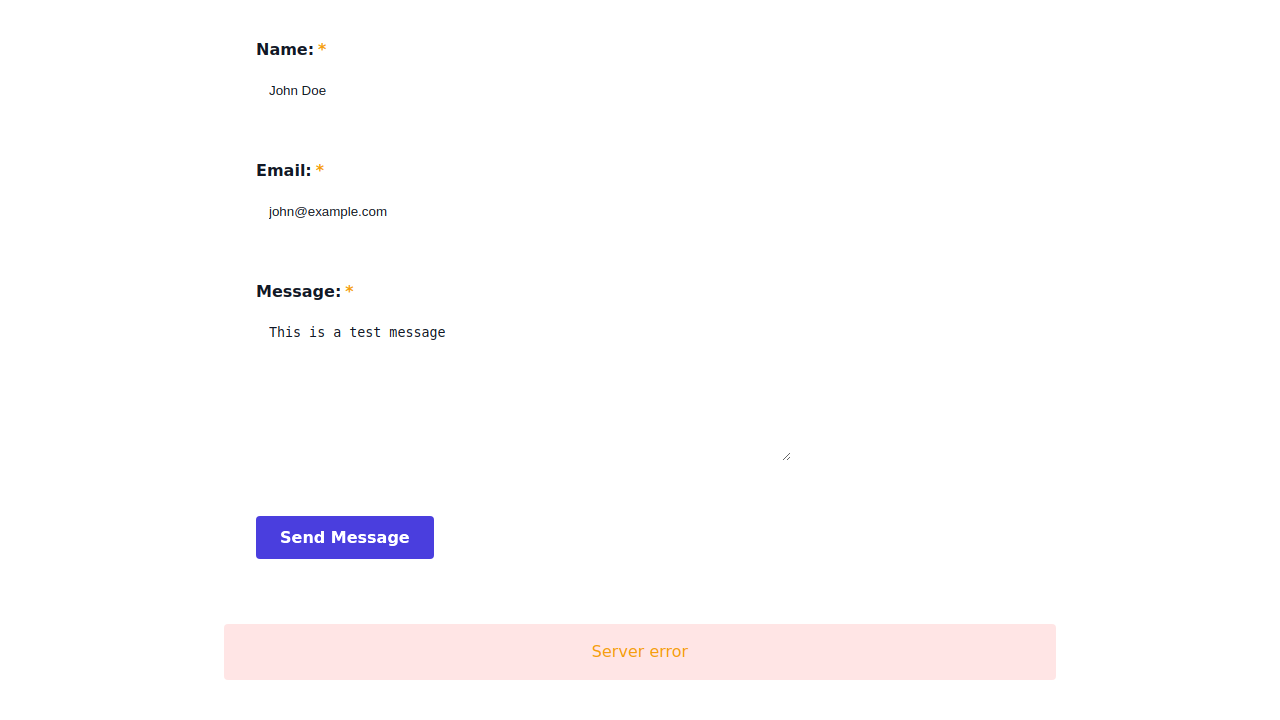 Name: *
John Doe
Email: *
john@example.com
Message: *
This is a test message
Send Message
Server error